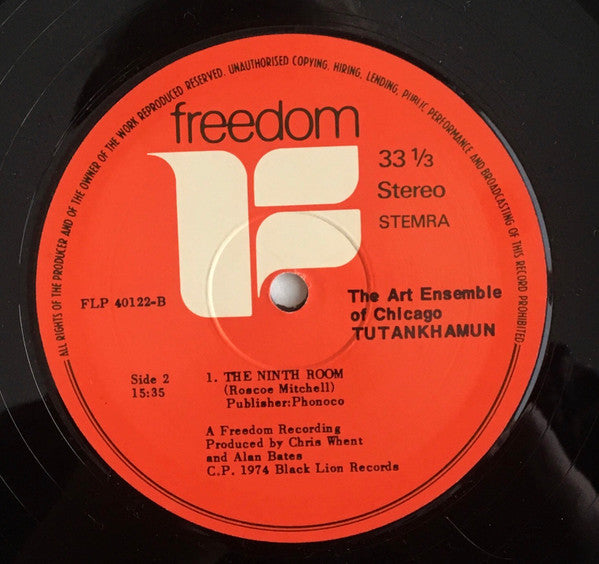 ALL RIGHTS OF THE PRODUCER AND OF THE OWNER OF THE WORK REPRODUCED RESERVED. UNAUTHORISED COPYING, HIRING, LENDING, PUBLIC PERFORMANCE AND BROADCASTING OF THIS RECORD PROHIBITED
freedom
33 1/3
Stereo
STEMRA
FLP 40122-B
The Art Ensemble
of Chicago
TUTANKHAMUN
Side 2
15:35
1. THE NINTH ROOM
(Roscoe Mitchell)
Publisher:Phonoco
A Freedom Recording
Produced by Chris Whent
and Alan Bates
C.P. 1974 Black Lion Records